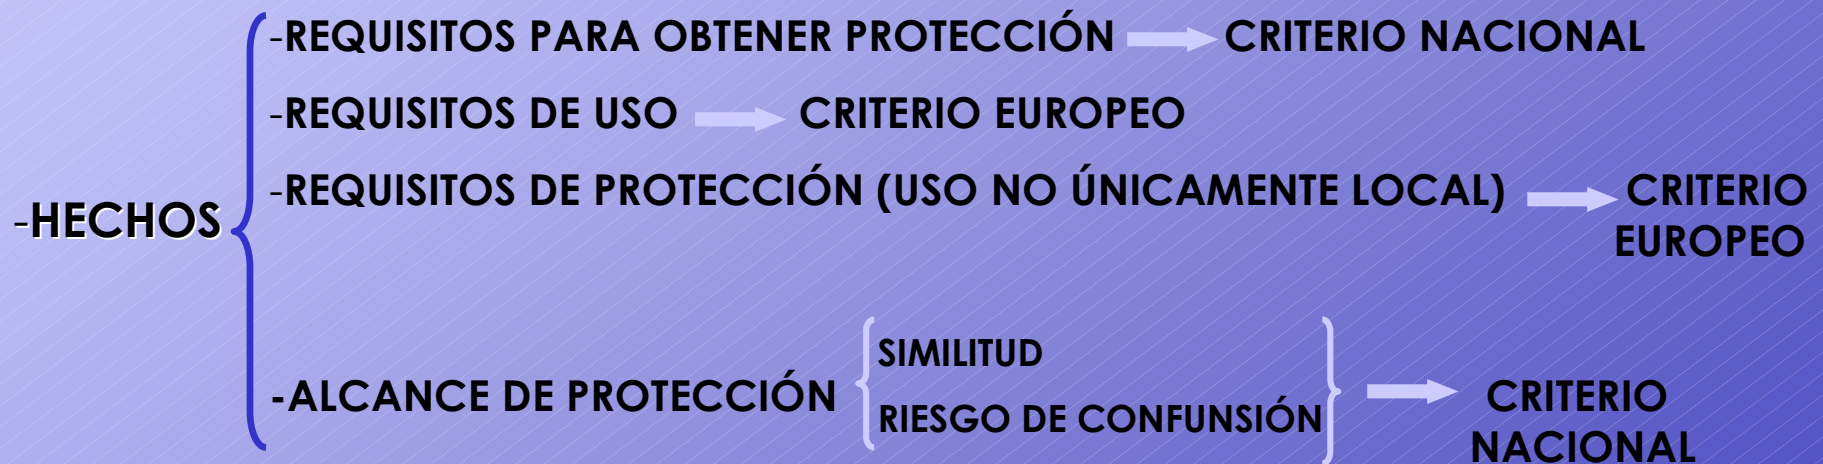 -REQUISITOS PARA OBTENER PROTECCIÓN CRITERIO NACIONAL
-REQUISITOS DE USO CRITERIO EUROPEO
-HECHOS
-REQUISITOS DE PROTECCIÓN (USO NO ÚNICAMENTE LOCAL) CRITERIO
EUROPEO
-ALCANCE DE PROTECCIÓN
SIMILITUD
RIESGO DE CONFUNSIÓN
CRITERIO
NACIONAL